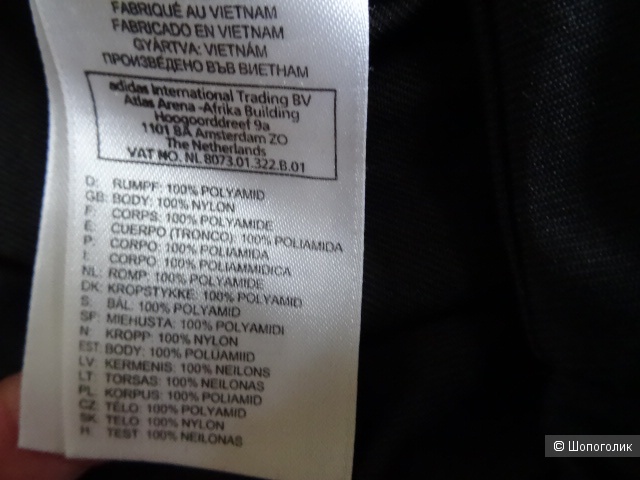 FABRIQUÉ AU VIETNAM
FABRICADO EN VIETNAM
GYÁRTVA: VIETNÁM
ПРОИЗВЕДЕНО ВЪВ ВИЕТНАМ
adidas International Trading BV
Atlas Arena -Afrika Building
Hoogoorddreef 9a
1101 BA Amsterdam ZO
The Netherlands
VAT NO. NL 8073.01.322.B.01
D: RUMPF: 100% POLYAMID
GB: BODY: 100% NYLON
F: CORPS: 100% POLYAMIDE
E: CUERPO (TRONCO): 100% POLIAMIDA
P: CORPO: 100% POLIAMIDA
I: CORPO: 100% POLIAMMIDICA
NL: ROMP: 100% POLYAMIDE
DK: KROPSTYKKE: 100% POLYAMID
S: BÅL: 100% POLYAMID
SF: MIEHUSTA: 100% POLYAMIDI
N: KROPP: 100% NYLON
EST: BODY: 100% POLÜAMIID
LV: KERMENIS: 100% NEILONS
LT: TORSAS: 100% NEILONAS
PL: KORPUS: 100% POLIAMID
CZ: TĚLO: 100% POLYAMID
SK: TELO: 100% NYLON
H: TEST: 100% NEILONAS
© Шопоголик